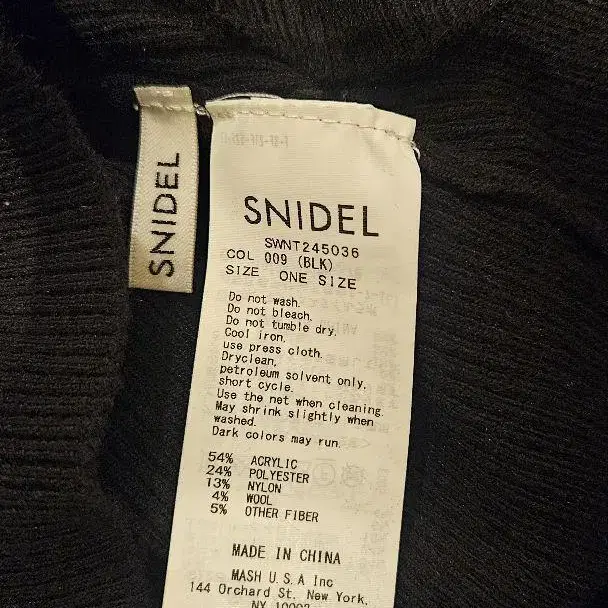 SNIDEL
SNIDEL
SWNT245036
COL 009 (BLK)
SIZE ONE SIZE
Do not wash.
Do not bleach.
Do not tumble dry.
Cool iron,
use press cloth.
Dryclean,
petroleum solvent only.
short cycle.
Use the net when cleaning.
May shrink slightly when
washed.
Dark colors may run.
54% ACRYLIC
24% POLYESTER
13% NYLON
4% WOOL
5% OTHER FIBER
MADE IN CHINA
MASH U.S.A Inc
144 Orchard St. New York,
NY 10002